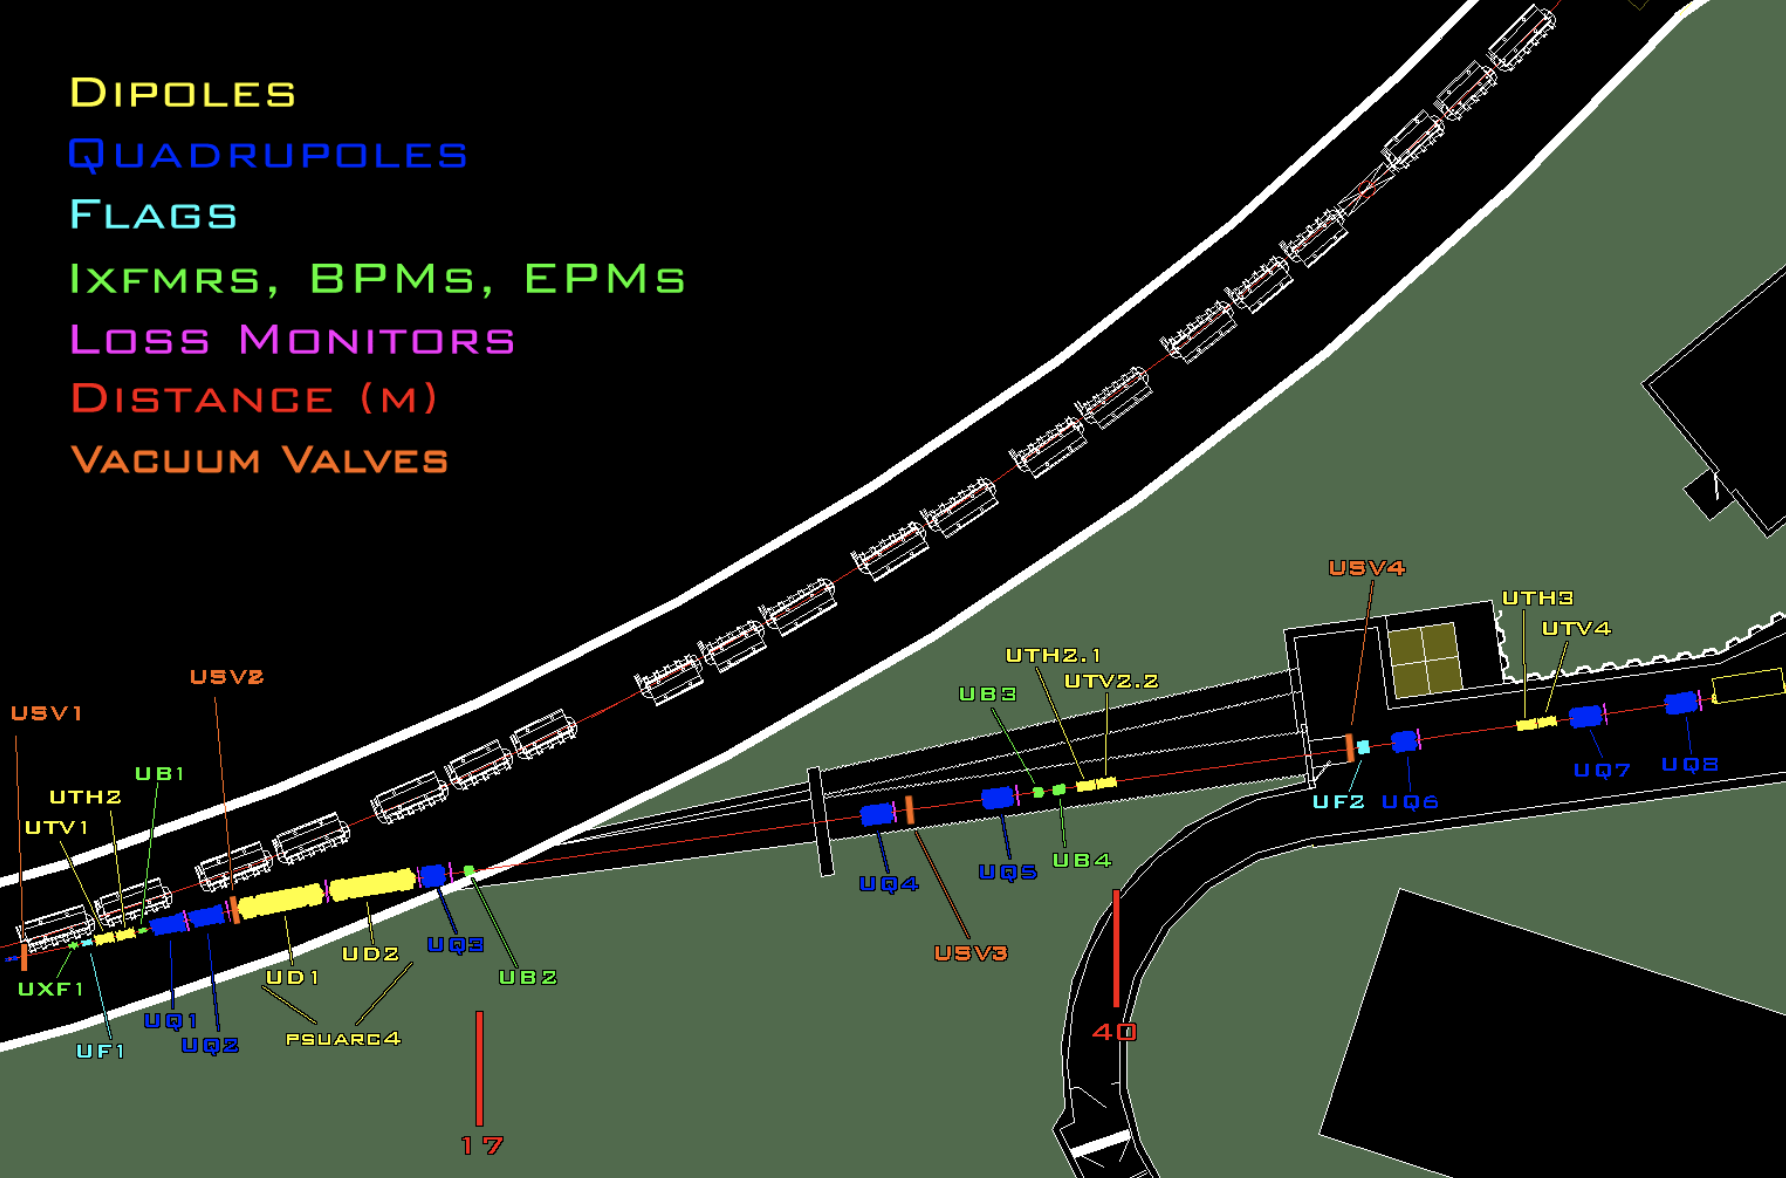 DIPOLES
QUADRUPOLES
FLAGS
IXFMRS, BPMS, EPMS
LOSS MONITORS
DISTANCE (M)
VACUUM VALVES
USV4
UTH3
UTV4
UTH2.1
UTV2.2
UB3
USV2
USV1
UB1
UTH2
UTV1
UQ7
UQ8
UF2
UQ6
UB4
UQ5
UQ4
USV3
UQ3
UD2
UD1
UB2
UXF1
UQ1
UQ2
UF1
PSUARC4
40
17